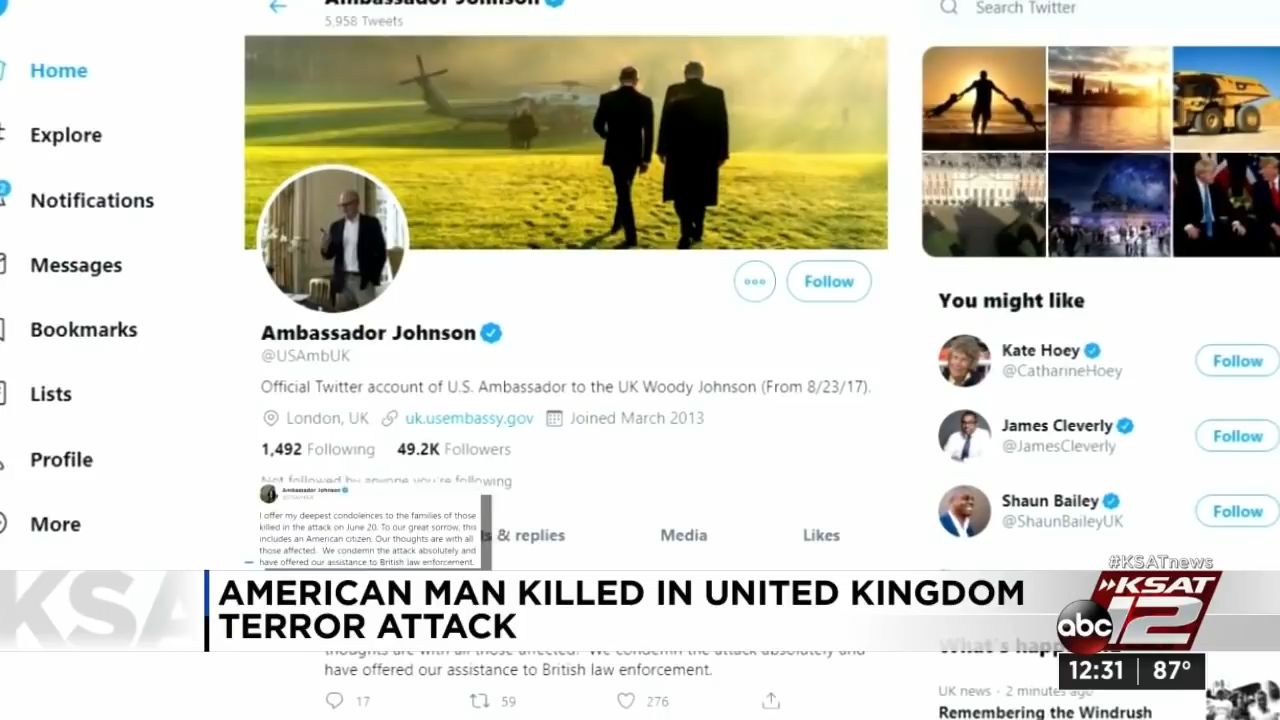 Ambassador Johnson
5,958 Tweets
Search Twitter
Home
Explore
Notifications
Messages
Bookmarks
Lists
Profile
More
Follow
Ambassador Johnson
@USAmbUK
Official Twitter account of U.S. Ambassador to the UK Woody Johnson (From 8/23/17).
London, UK uk.usembassy.gov Joined March 2013
1,492 Following 49.2K Followers
Not followed by anyone you're following
Ambassador Johnson
I offer my deepest condolences to the families of those
killed in the attack on June 20. To our great sorrow, this
includes an American citizen. Our thoughts are with all
those affected. We condemn the attack absolutely and
have offered our assistance to British law enforcement.
& replies Media Likes
You might like
Kate Hoey
@CatharineHoey
Follow
James Cleverly
@JamesCleverly
Follow
Shaun Bailey
@ShaunBaileyUK
Follow
#KSATnews
KSA
AMERICAN MAN KILLED IN UNITED KINGDOM
TERROR ATTACK
KSAT
abc 12
12:31 87°
thoughts are with all those affected. We condemn the attack absolutely and
have offered our assistance to British law enforcement.
17 59 276
What's happ
UK news · 2 minutes ago
Remembering the Windrush